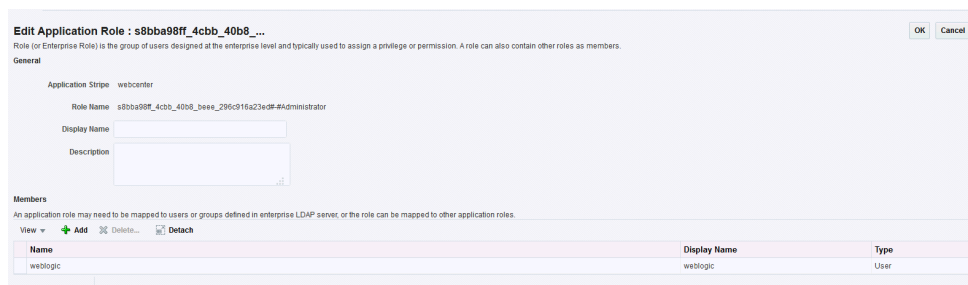 Edit Application Role : s8bba98ff_4cbb_40b8_...
OK Cancel
Role (or Enterprise Role) is the group of users designed at the enterprise level and typically used to assign a privilege or permission. A role can also contain other roles as members.
General
Application Stripe webcenter
Role Name s8bba98ff_4cbb_40b8_beee_296c916a23ed#-#Administrator
Display Name
Description
Members
An application role may need to be mapped to users or groups defined in enterprise LDAP server, or the role can be mapped to other application roles.
View Add Delete... Detach
Name Display Name Type
weblogic weblogic User